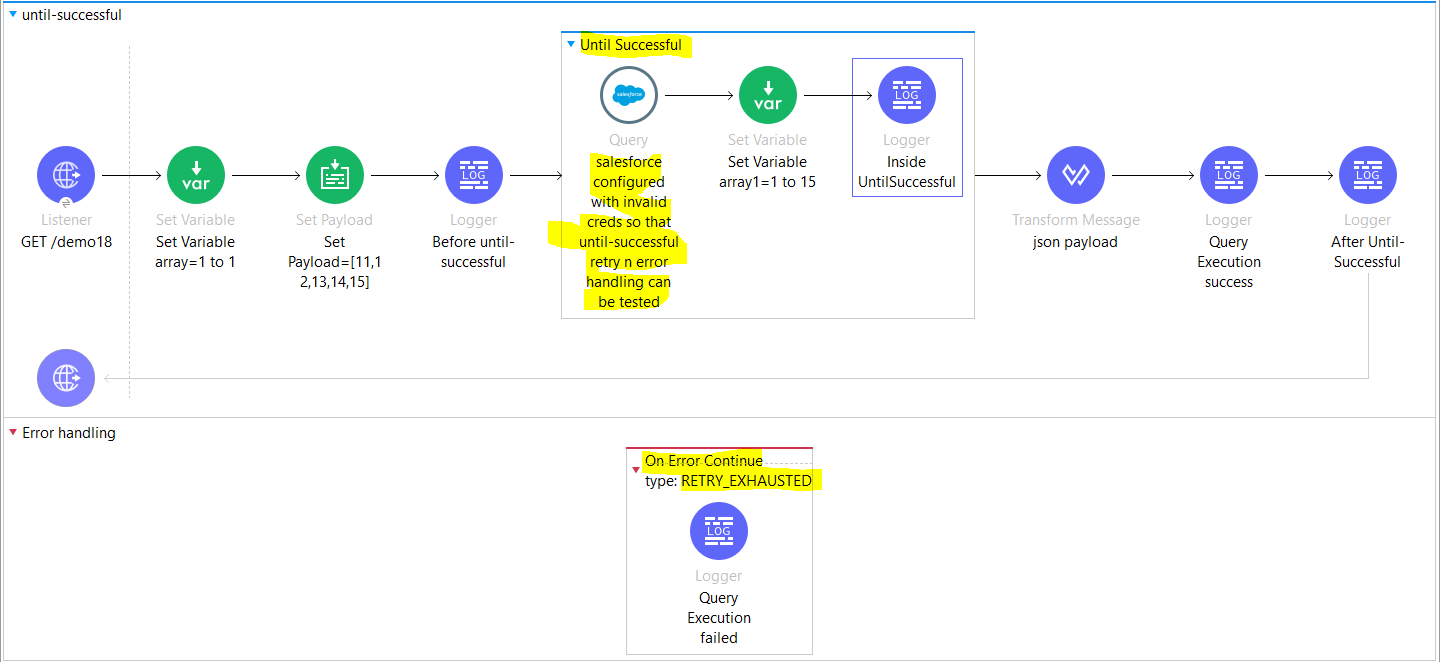 until-successful
Until Successful
LOG
var
salesforce
Query
Set Variable
Logger
salesforce
configured
with invalid
creds so that
until-successful
retry n error
handling can
be tested
Set Variable
array1=1 to 15
Inside
UntilSuccessful
var
LOG
LOG
LOG
Listener
Set Variable
Set Payload
Logger
Transform Message
Logger
Logger
GET /demo18
Set Variable
array=1 to 1
Set
Payload=[11,1
2,13,14,15]
Before until-
successful
json payload
Query
Execution
success
After Until-
Successful
Error handling
On Error Continue
type: RETRY_EXHAUSTED
LOG
Logger
Query
Execution
failed